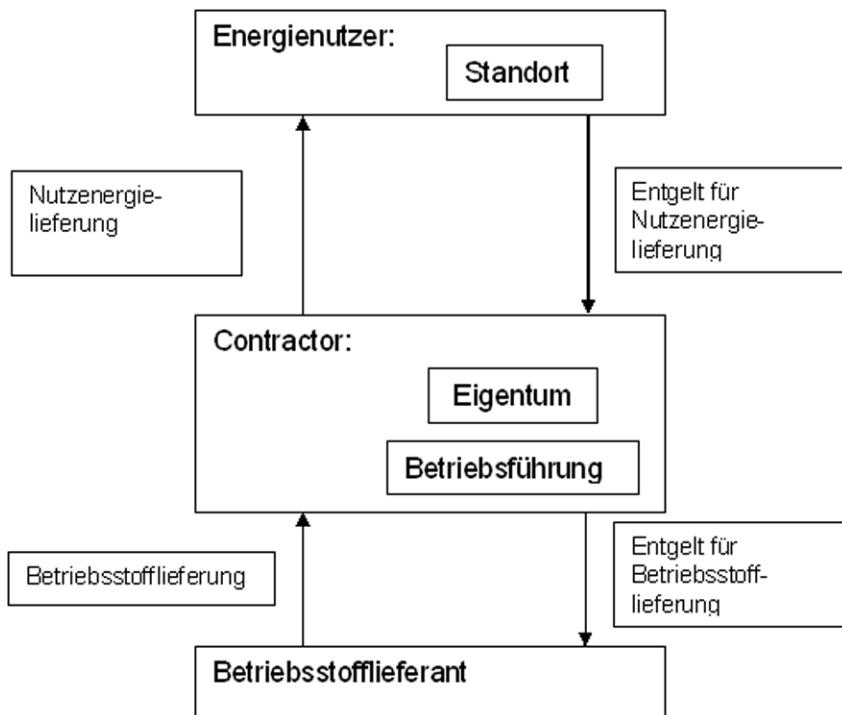 Energienutzer:
Standort
Nutzenergie-
lieferung
Entgelt für
Nutzenergie-
lieferung
Contractor:
Eigentum
Betriebsführung
Betriebsstofflieferung
Entgelt für
Betriebsstoff-
lieferung
Betriebsstofflieferant